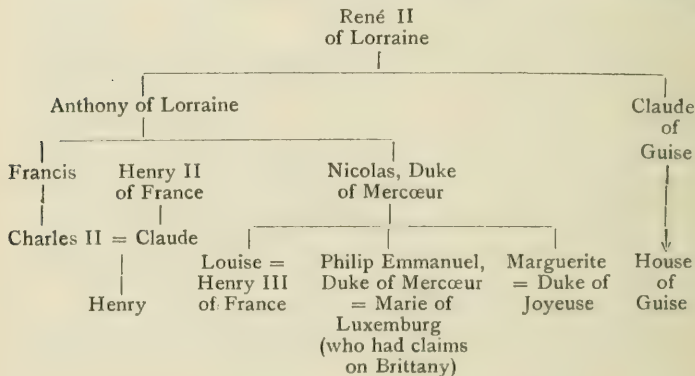 René II
of Lorraine
Anthony of Lorraine
Claude
of
Guise
Francis
Henry II
of France
Nicolas, Duke
of Mercœur
Charles II = Claude
Henry
Louise =
Henry III
of France
Philip Emmanuel,
Duke of Mercœur
= Marie of
Luxemburg
(who had claims
on Brittany)
Marguerite
= Duke of
Joyeuse
House
of
Guise